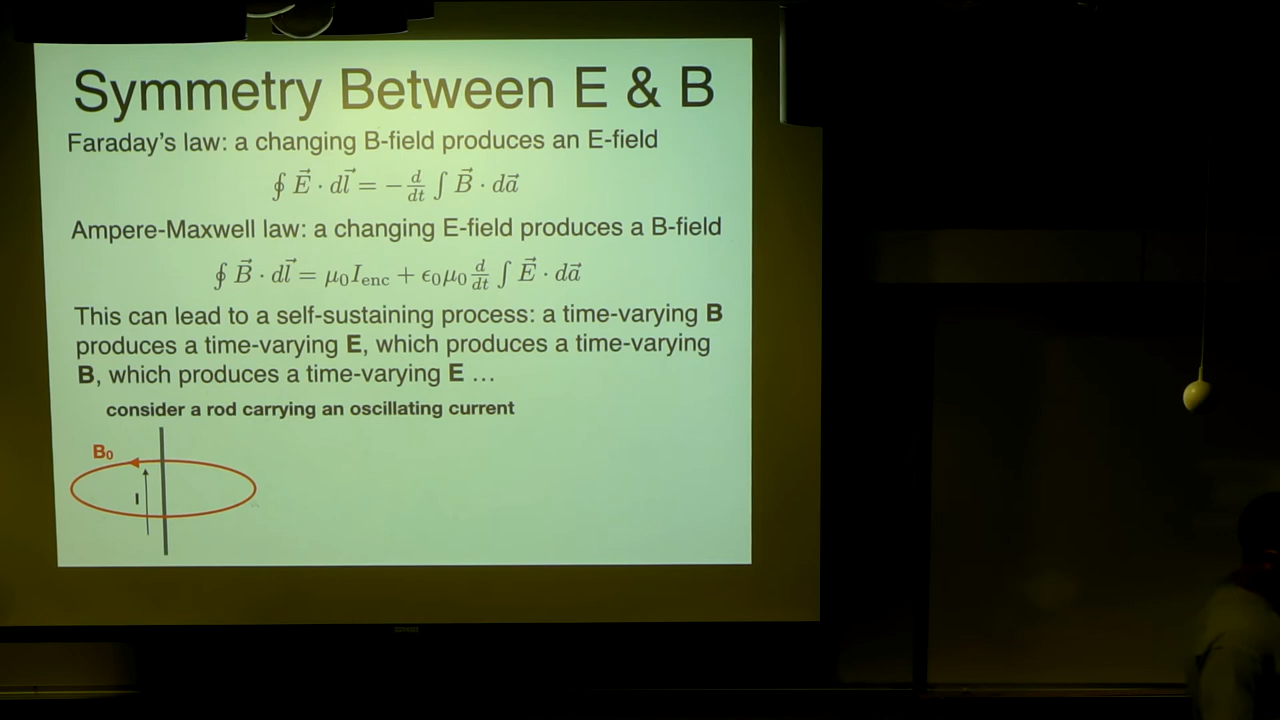 Symmetry Between E & B
Faraday's law: a changing B-field produces an E-field
∮ E⃗ · dl⃗ = − d/dt ∫ B⃗ · da⃗
Ampere-Maxwell law: a changing E-field produces a B-field
∮ B⃗ · dl⃗ = μ₀I_enc + ϵ₀μ₀ d/dt ∫ E⃗ · da⃗
This can lead to a self-sustaining process: a time-varying B
produces a time-varying E, which produces a time-varying
B, which produces a time-varying E …
consider a rod carrying an oscillating current
B₀
I